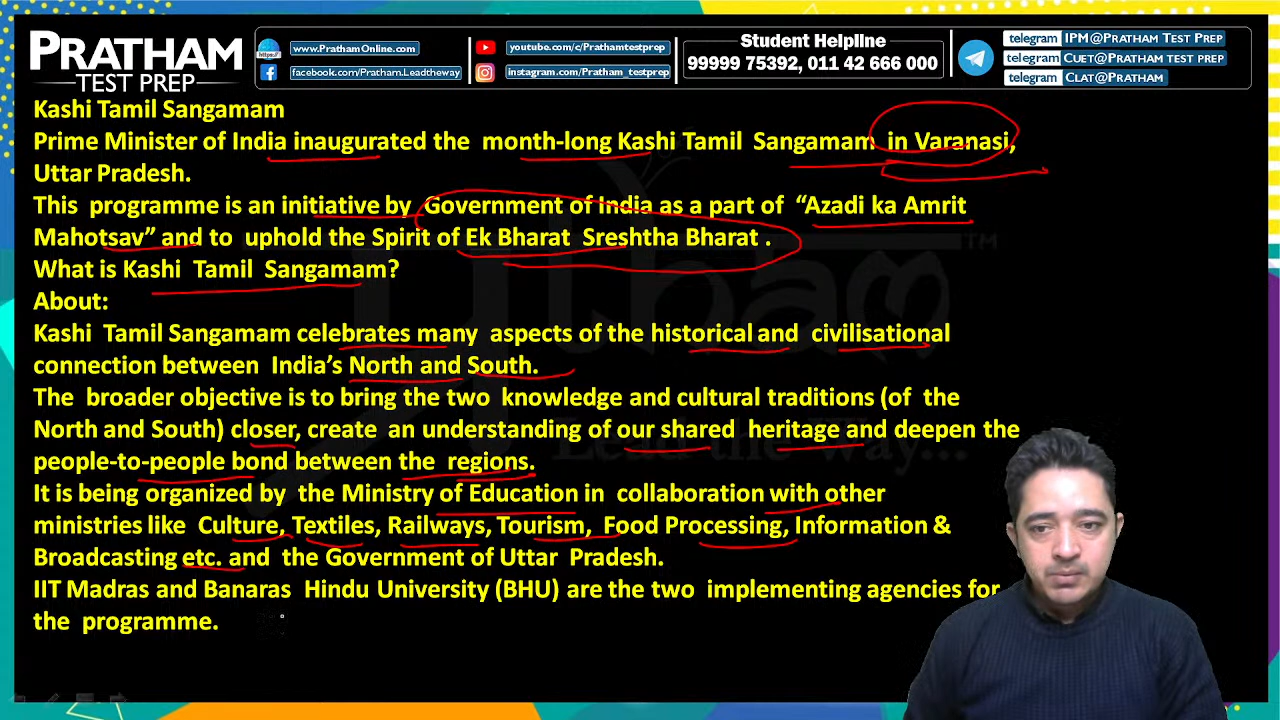 PRATHAM
TEST PREP
https://
www.PrathamOnline.com
facebook.com/Pratham.Leadtheway
youtube.com/c/Prathamtestprep
instagram.com/Pratham_testprep
Student Helpline
99999 75392, 011 42 666 000
telegram IPM@PRATHAM TEST PREP
telegram CUET@PRATHAM TEST PREP
telegram CLAT@PRATHAM
Kashi Tamil Sangamam
Prime Minister of India inaugurated the month-long Kashi Tamil Sangamam in Varanasi,
Uttar Pradesh.
This programme is an initiative by Government of India as a part of “Azadi ka Amrit
Mahotsav” and to uphold the Spirit of Ek Bharat Sreshtha Bharat .
What is Kashi Tamil Sangamam?
About:
Kashi Tamil Sangamam celebrates many aspects of the historical and civilisational
connection between India’s North and South.
The broader objective is to bring the two knowledge and cultural traditions (of the
North and South) closer, create an understanding of our shared heritage and deepen the
people-to-people bond between the regions.
It is being organized by the Ministry of Education in collaboration with other
ministries like Culture, Textiles, Railways, Tourism, Food Processing, Information &
Broadcasting etc. and the Government of Uttar Pradesh.
IIT Madras and Banaras Hindu University (BHU) are the two implementing agencies for
the programme.
TM
Lead the way...